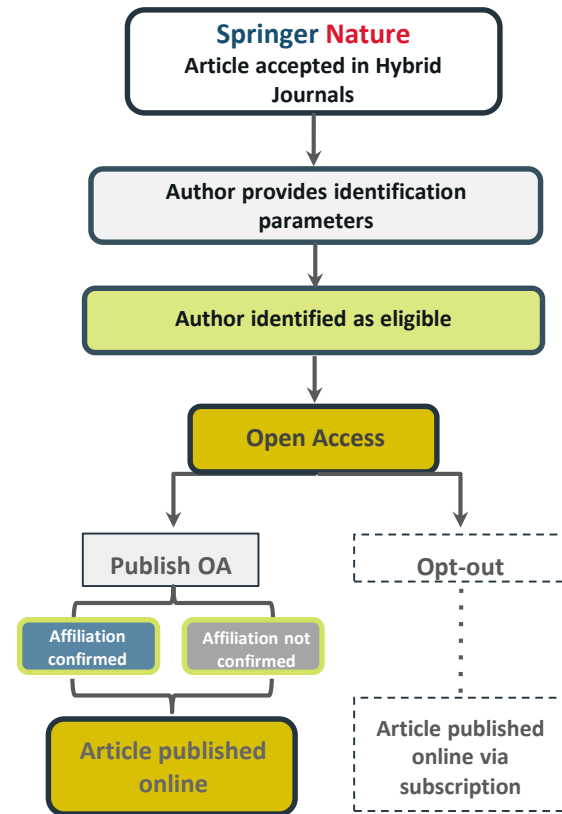 Springer Nature
Article accepted in Hybrid
Journals
Author provides identification
parameters
Author identified as eligible
Open Access
Publish OA
Opt-out
Affiliation
confirmed
Affiliation not
confirmed
Article published
online
Article published
online via
subscription